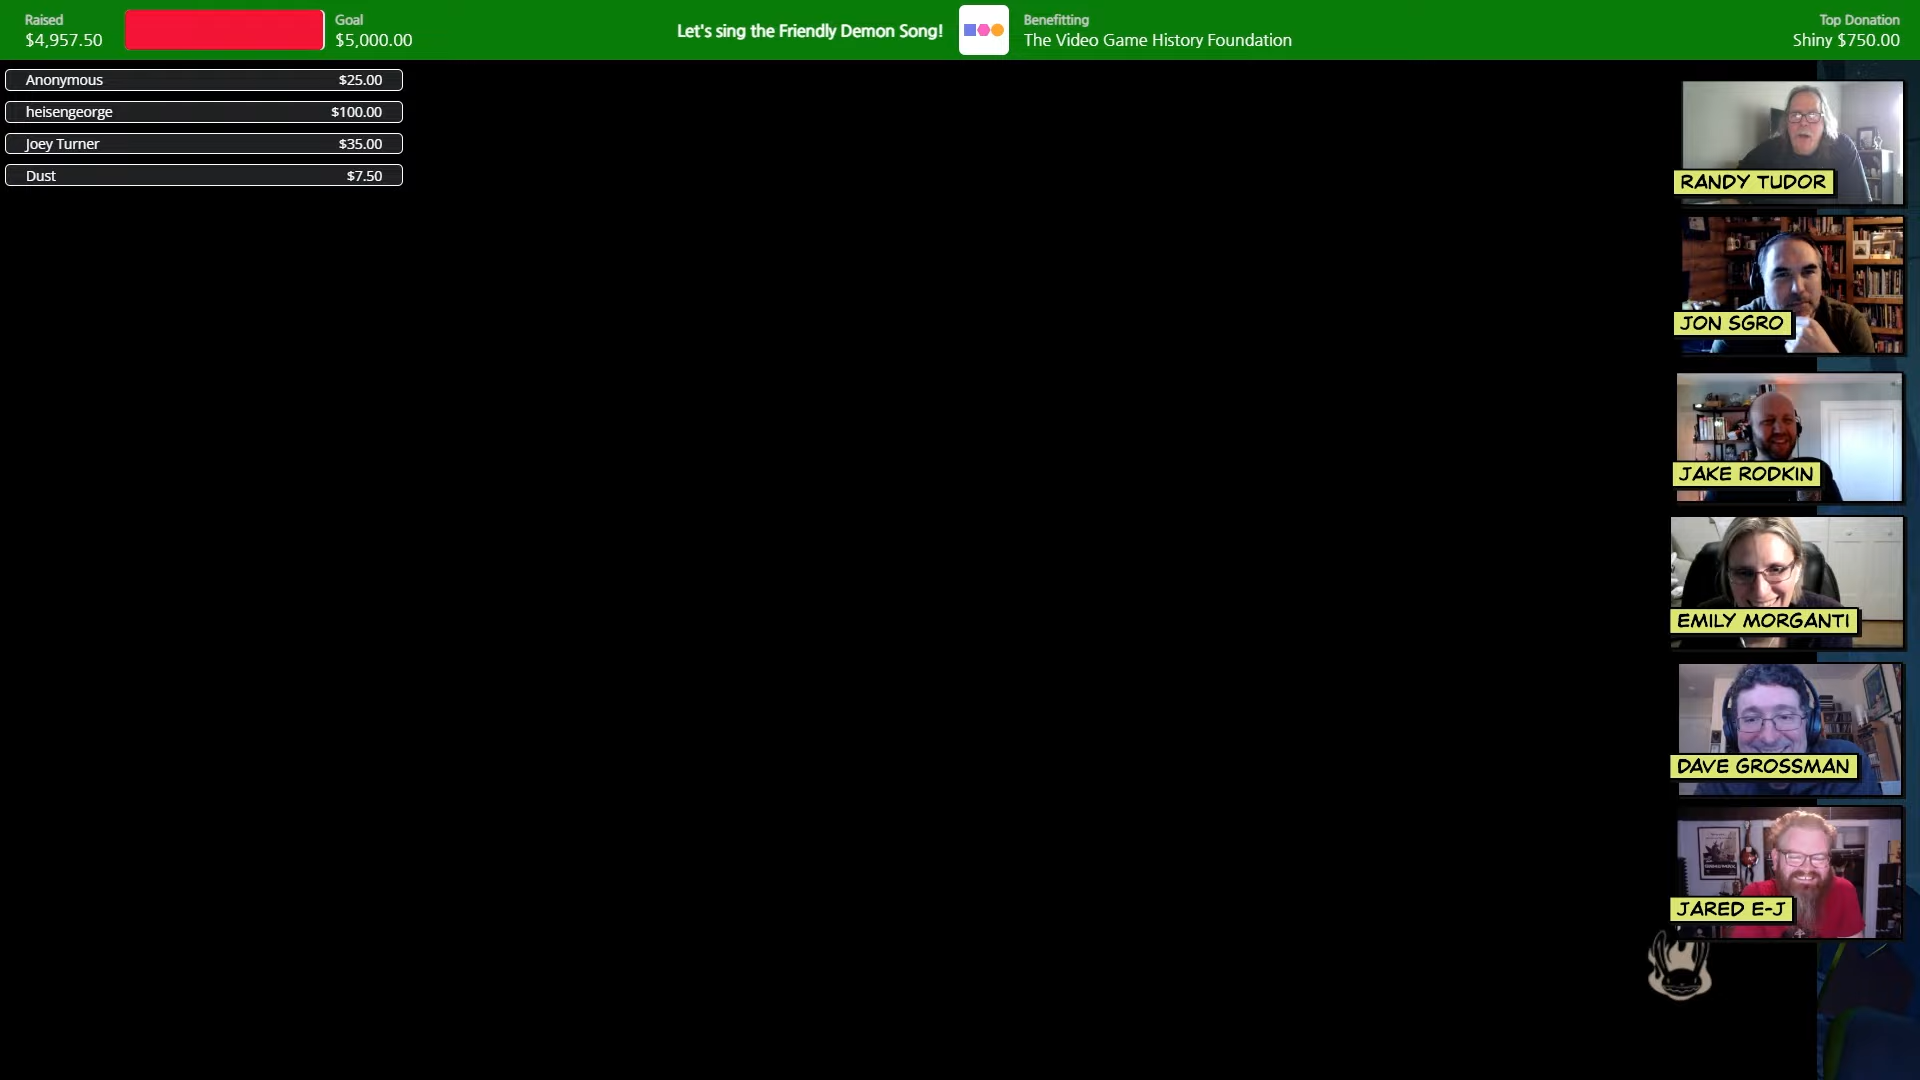 Raised
$4,957.50
Goal
$5,000.00
Let's sing the Friendly Demon Song!
Benefitting
The Video Game History Foundation
Top Donation
Shiny $750.00
Anonymous $25.00
heisengeorge $100.00
Joey Turner $35.00
Dust $7.50
RANDY TUDOR
JON SGRO
JAKE RODKIN
EMILY MORGANTI
DAVE GROSSMAN
JARED E-J